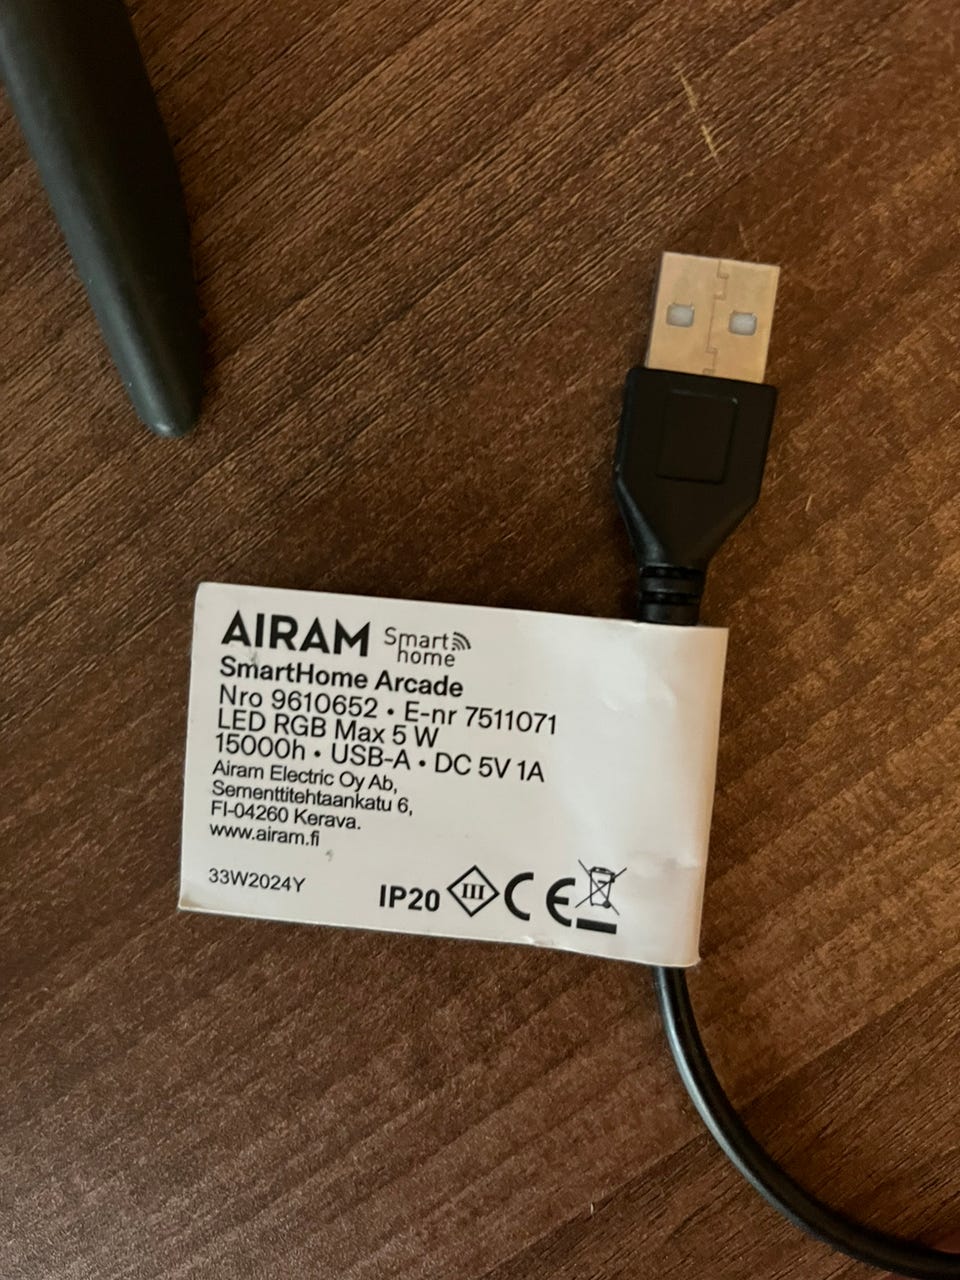 AIRAM Smart home
SmartHome Arcade
Nro 9610652 • E-nr 7511071
LED RGB Max 5 W
15000h • USB-A • DC 5V 1A
Airam Electric Oy Ab,
Sementtitehtaankatu 6,
FI-04260 Kerava.
www.airam.fi
33W2024Y
IP20 III CE